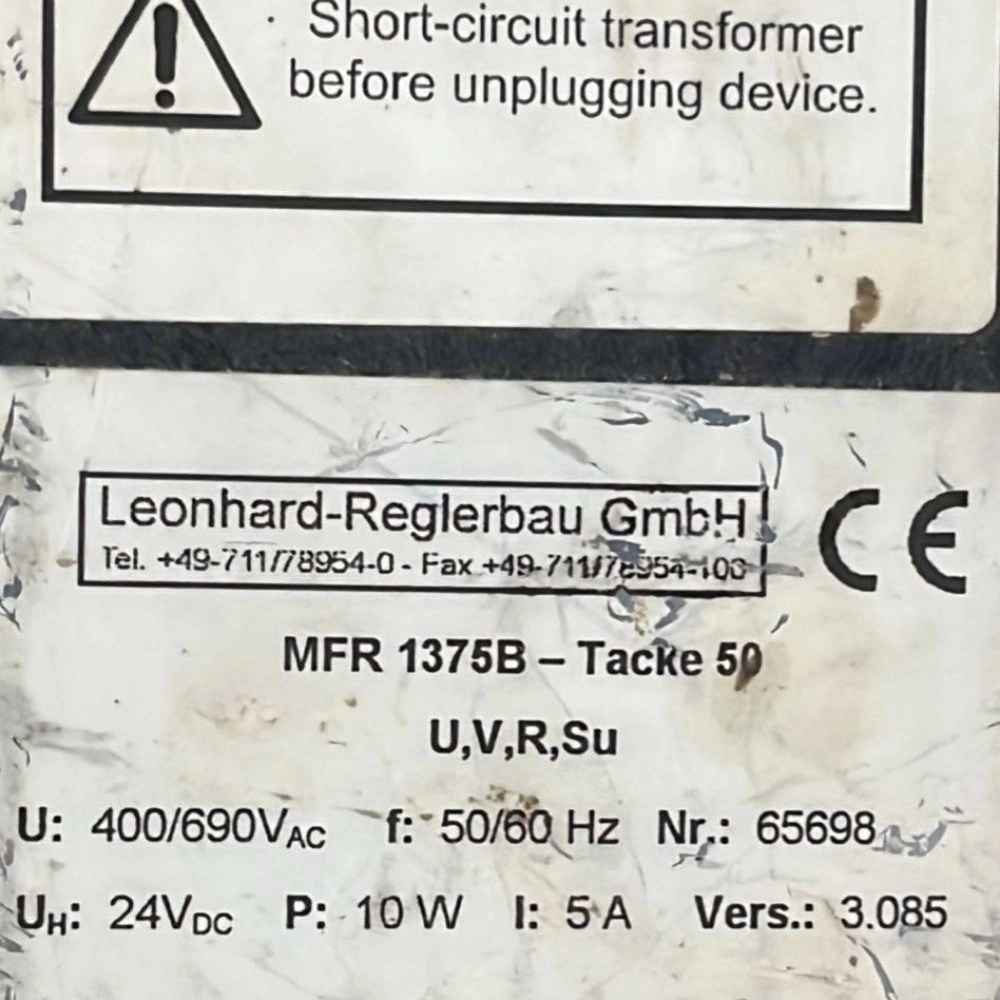 Short-circuit transformer
before unplugging device.
Leonhard-Reglerbau GmbH
Tel. +49-711/78954-0 - Fax +49-711/78954-100
CE
MFR 1375B – Tacke 50
U,V,R,Su
U: 400/690VAC f: 50/60 Hz Nr.: 65698
UH: 24VDC P: 10 W I: 5 A Vers.: 3.085